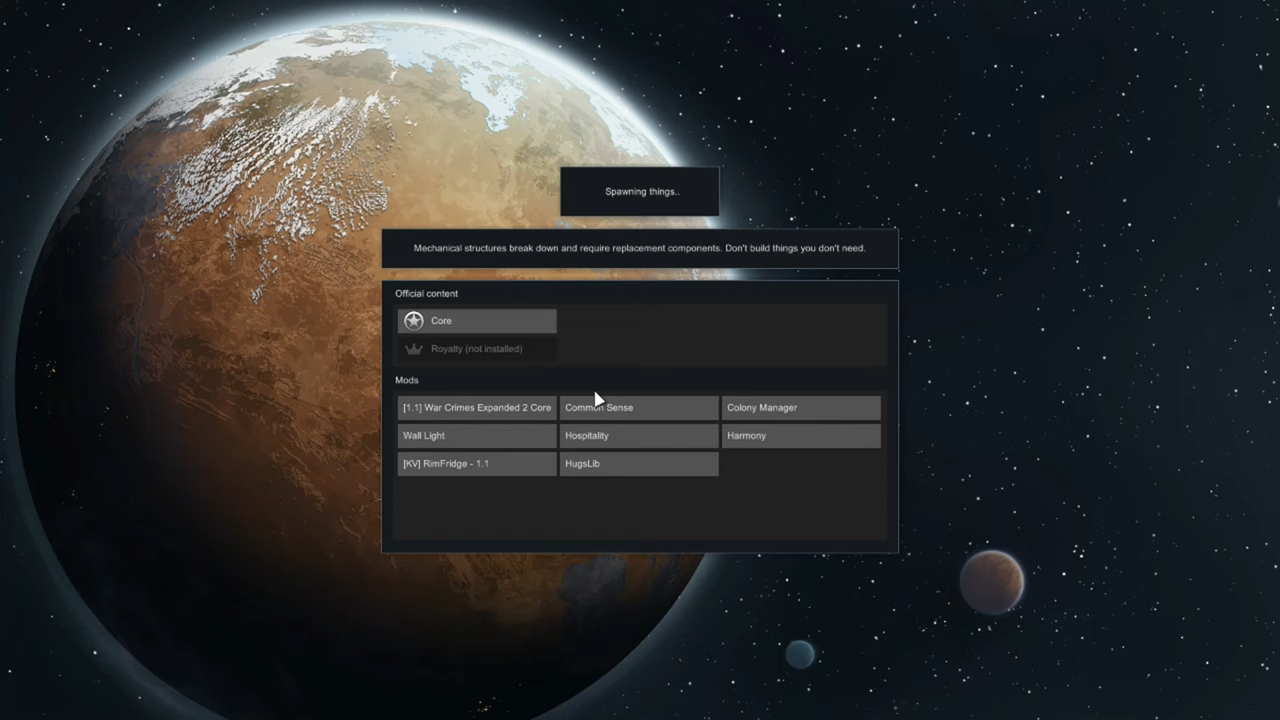 Spawning things..
Mechanical structures break down and require replacement components. Don't build things you don't need.
Official content
Core
Royalty (not installed)
Mods
[1.1] War Crimes Expanded 2 Core
Common Sense
Colony Manager
Wall Light
Hospitality
Harmony
[KV] RimFridge - 1.1
HugsLib